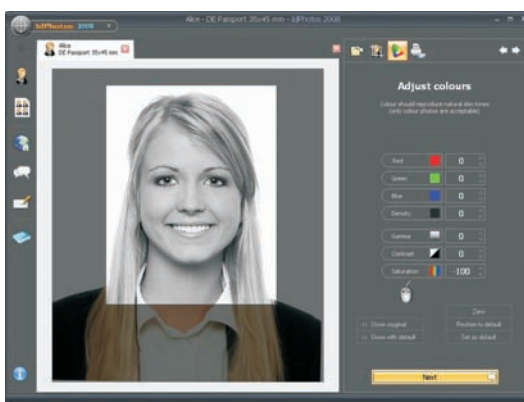 IdPhotos 2008
Alice - DE Passport 35x45 mm - IdPhotos 2008
Alice
DE Passport 35x45 mm
Adjust colours
Colour should reproduce natural skin tones
(only colour photos are acceptable)
Red 0
Green 0
Blue 0
Density 0
Gamma 0
Contrast 0
Saturation -100
Zero
Show original Restore to default
Show with default Set as default
Next